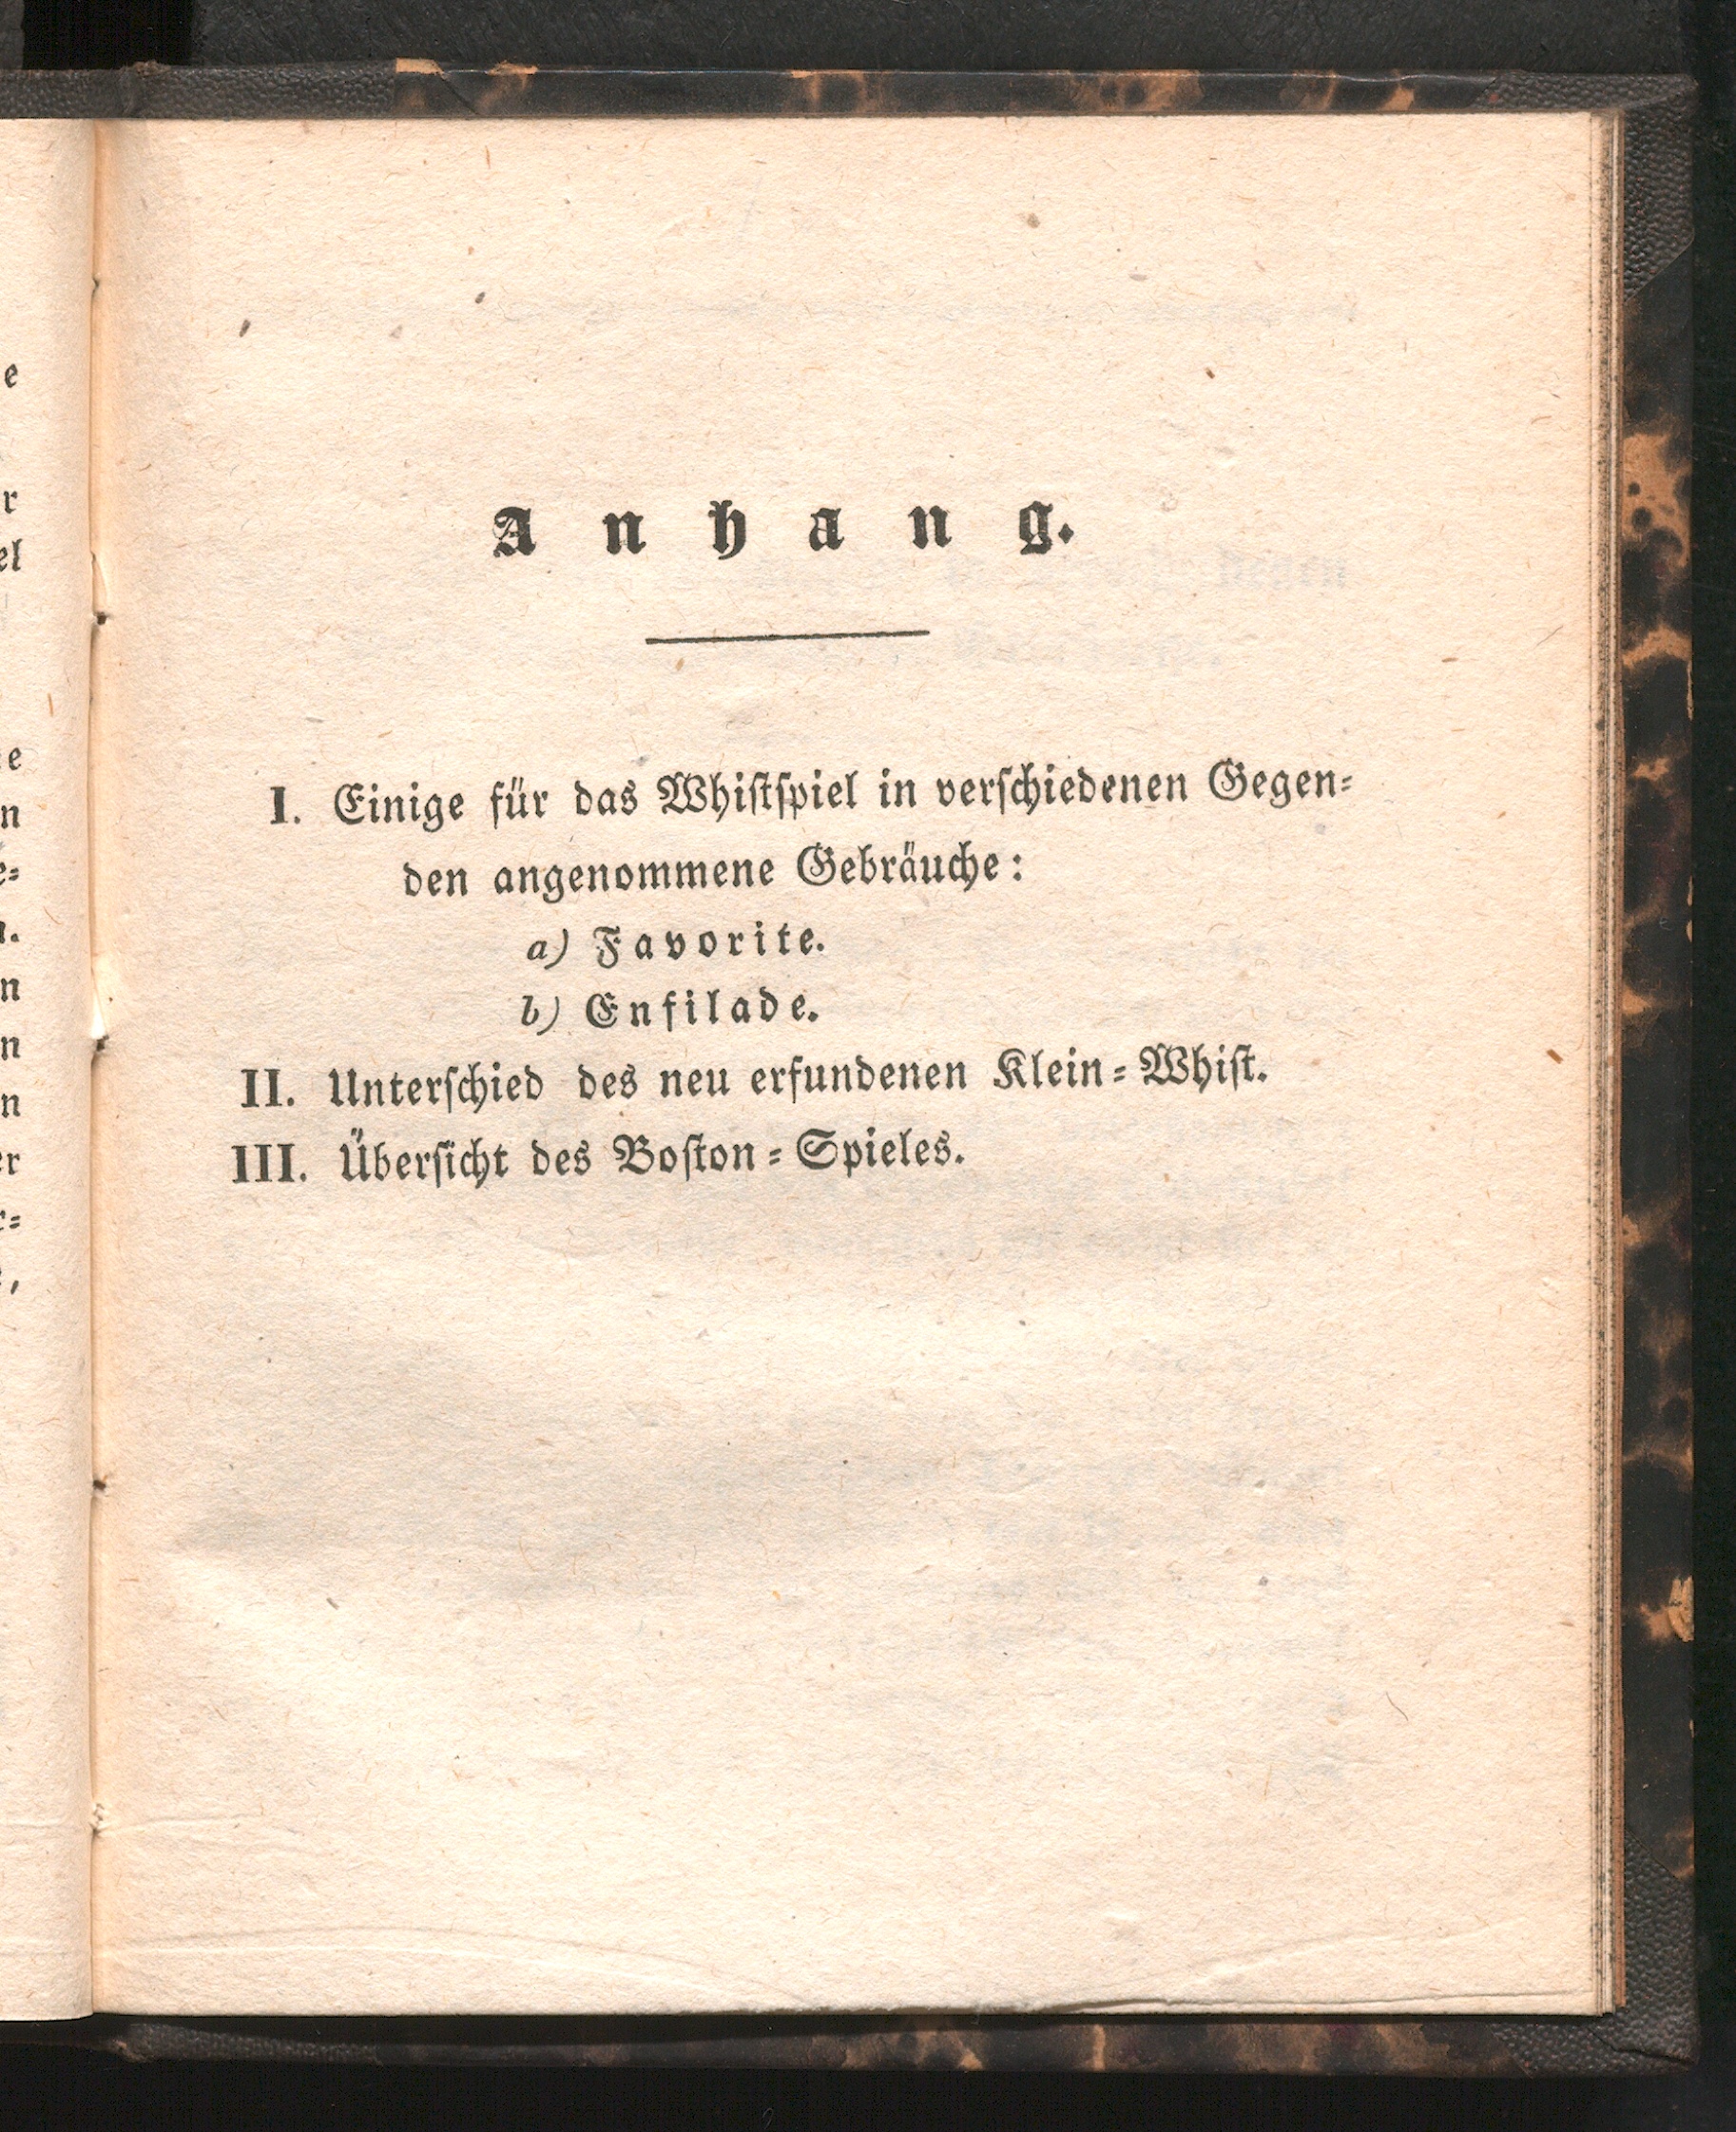 Anhang.
I. Einige für das Whistspiel in verschiedenen Gegen-
den angenommene Gebräuche:
a) Favorite.
b) Enfilade.
II. Unterschied des neu erfundenen Klein-Whist.
III. Übersicht des Boston-Spieles.